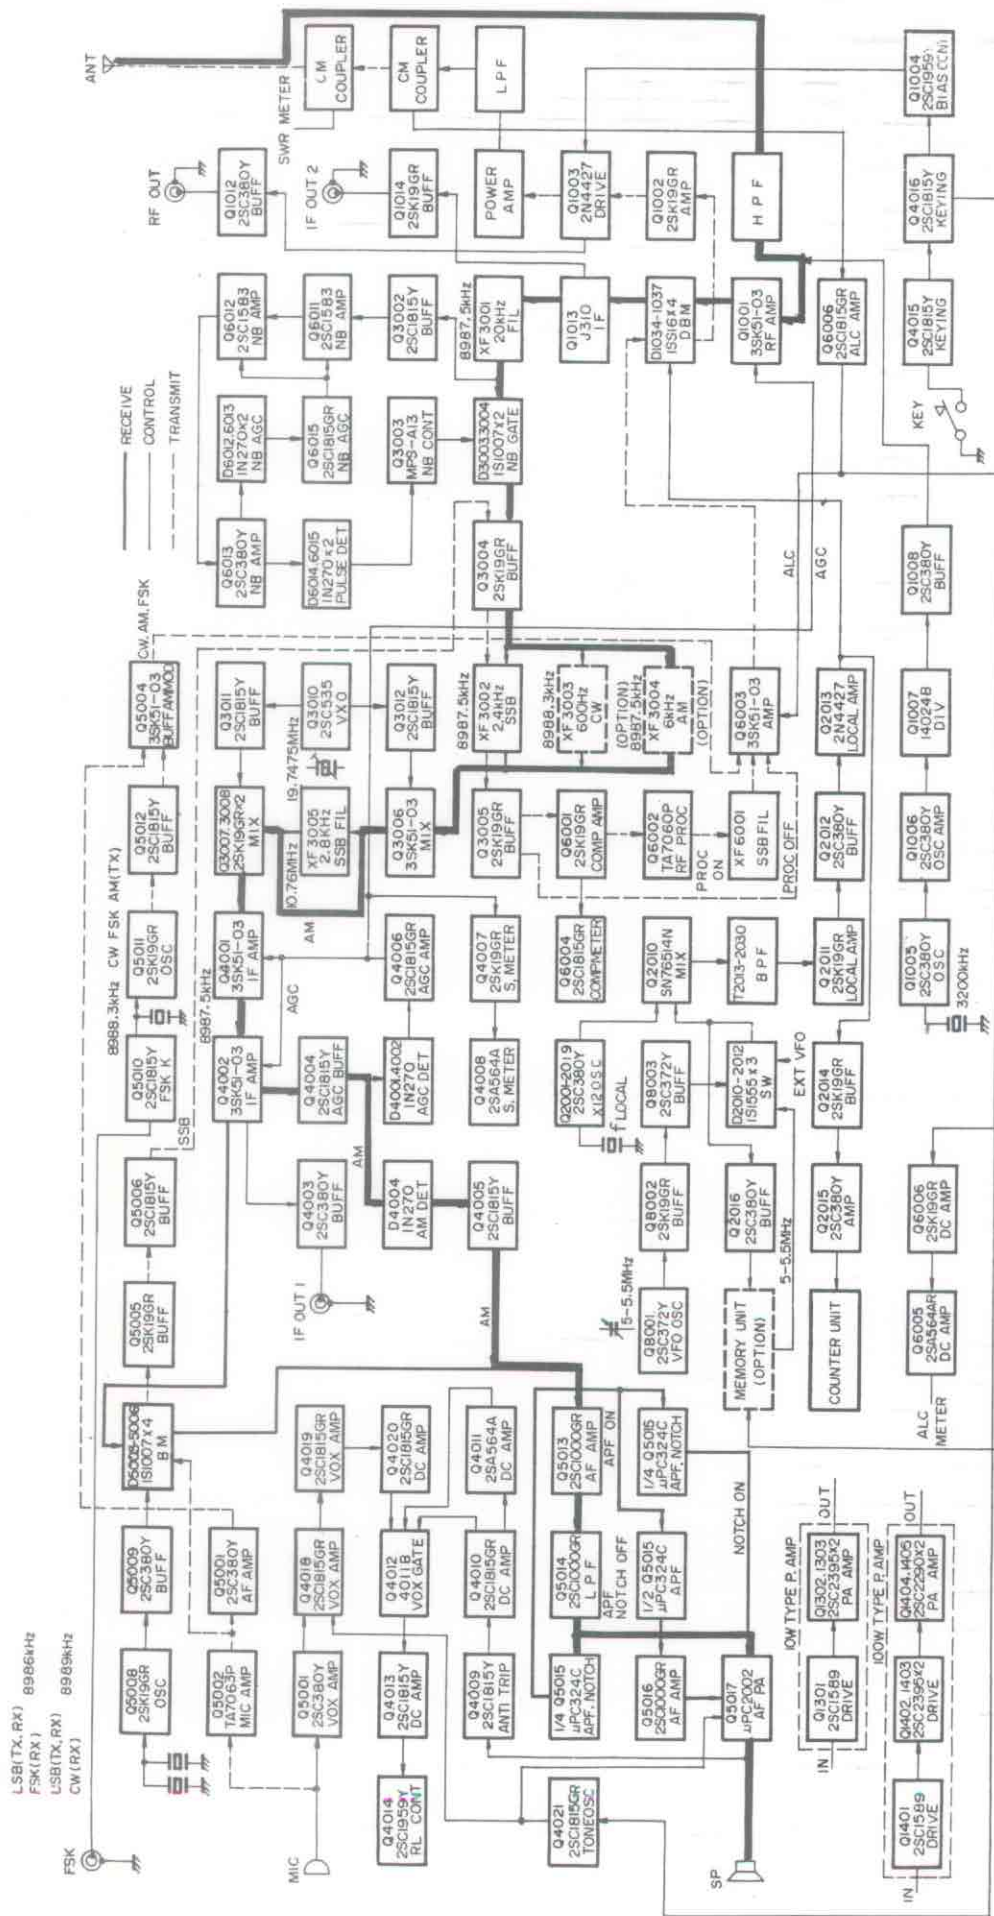 LSB(TX,RX) 8986kHz
FSK(RX)
USB(TX,RX) 8989kHz
CW(RX)
FSK
MIC
SP
Q5008
2SK19GR
OSC
Q5009
2SC380Y
BUFF
D5003-5006
1S1007X4
B M
Q5005
2SK19GR
BUFF
Q5006
2SC1815Y
BUFF
SSB
Q5010
2SC1815Y
FSK K
8988.3kHz CW FSK AM(TX)
Q5011
2SK19GR
OSC
Q5012
2SC1815Y
BUFF
Q5004
3SK51-03
BUFF AMMOD
CW, AM, FSK
RECEIVE
CONTROL
TRANSMIT
ANT
Q5002
TA7063P
MIC AMP
Q5001
2SC380Y
AF AMP
Q5001
2SC380Y
VOX AMP
Q4018
2SC1815GR
VOX AMP
Q4019
2SC1815GR
VOX AMP
Q4014
2SC1959Y
RL CONT
Q4013
2SC1815Y
DC AMP
Q4012
4011B
VOX GATE
Q4020
2SC1815GR
DC AMP
Q4009
2SC1815Y
ANTI TRIP
Q4010
2SC1815GR
DC AMP
Q4011
2SA564A
DC AMP
IF OUT 1
Q4003
2SC380Y
BUFF
D4004
1N270
AM DET
Q4005
2SC1815Y
BUFF
AM
AM
Q4002
3SK51-03
IF AMP
8987.5kHz
Q4001
3SK51-03
IF AMP
AGC
Q4004
2SC1815Y
AGC BUFF
D4001,4002
1N270
AGC DET
Q4006
2SC1815GR
AGC AMP
Q4008
2SA564A
S, METER
Q4007
2SK19GR
S, METER
AM
Q3007,3008
2SK19GR×2
MIX
10.76MHz
XF3005
2.8kHz
SSB FIL
Q3006
3SK51-03
MIX
Q3011
2SC1815Y
BUFF
19.7475MHz
Q3010
2SC535
VXO
Q3012
2SC1815Y
BUFF
8987.5kHz
XF3002
2,4kHz
SSB
8988.3kHz
XF3003
600Hz
CW
(OPTION)
8987.5kHz
XF3004
6kHz
AM
(OPTION)
Q3005
2SK19GR
BUFF
Q6001
2SK19GR
COMP AMP
Q6002
TA7060P
RF PROC
PROC
ON
XF6001
SSB FIL
PROC OFF
Q6003
3SK51-03
AMP
Q6004
2SC1815GR
COMPMETER
Q6013
2SC380Y
NB AMP
D6012,6013
1N270×2
NB AGC
Q6012
2SC1583
NB AMP
D6014,6015
1N270×2
PULSE DET
Q6015
2SC1815GR
NB AGC
Q6011
2SC1583
NB AMP
Q3003
MPS-A13
NB CONT
Q3002
2SC1815Y
BUFF
Q3004
2SK19GR
BUFF
D3003,3004
1S1007×2
NB GATE
8987.5kHz
XF3001
20kHz
FIL
Q1013
J310
IF
D1034-1037
1SS16×4
DBM
Q1001
3SK51-03
RF AMP
Q6006
2SC1815GR
ALC AMP
RF OUT
Q1012
2SC380Y
BUFF
IF OUT 2
Q1014
2SK19GR
BUFF
SWR METER
CM
COUPLER
CM
COUPLER
LPF
POWER
AMP
Q1003
2N4427
DRIVE
Q1002
2SK19GR
AMP
H P F
Q1004
2SC1959Y
Q4016
2SC1815Y
KEYING
Q4015
2SC1815Y
KEYING
KEY
ALC
AGC
Q5013
2SC1000GR
AF AMP
APF ON
Q5014
2SC1000GR
L P F
APF
NOTCH OFF
1/4 Q5015
μPC324C
APF, NOTCH
1/4 Q5015
μPC324C
APF, NOTCH
1/2 Q5015
μPC324C
APF
NOTCH ON
Q5016
2SC1000GR
AF AMP
Q5017
μPC2002
AF PA
Q4021
2SC1815GR
TONEOSC
5-5.5MHz
Q8001
2SC372Y
VFO OSC
Q8002
2SK19GR
BUFF
Q8003
2SC372Y
BUFF
Q2001-2019
2SC380Y
X12OSC
fLOCAL
Q2010
SN76514N
MIX
T2013-2030
B P F
Q2011
2SK19GR
LOCAL AMP
Q2012
2SC380Y
BUFF
Q2013
2N4427
LOCAL AMP
D2010-2012
1S1555×3
SW
EXT VFO
Q2016
2SC380Y
BUFF
5-5.5MHz
MEMORY UNIT
(OPTION)
COUNTER UNIT
Q2015
2SC380Y
AMP
Q2014
2SK19GR
BUFF
3200kHz
Q1005
2SC380Y
OSC
Q1006
2SC380Y
OSC AMP
Q1007
14024B
DIV
Q1008
2SC380Y
BUFF
ALC
METER
Q6005
2SA564AR
DC AMP
Q6006
2SK19GR
DC AMP
10W TYPE P. AMP
IN
Q1301
2SC1589
DRIVE
Q1302,1303
2SC2395×2
PA AMP
OUT
100W TYPE P. AMP
IN
Q1401
2SC1589
DRIVE
Q1402,1403
2SC2395×2
DRIVE
Q1404,1405
2SC2290×2
PA AMP
OUT